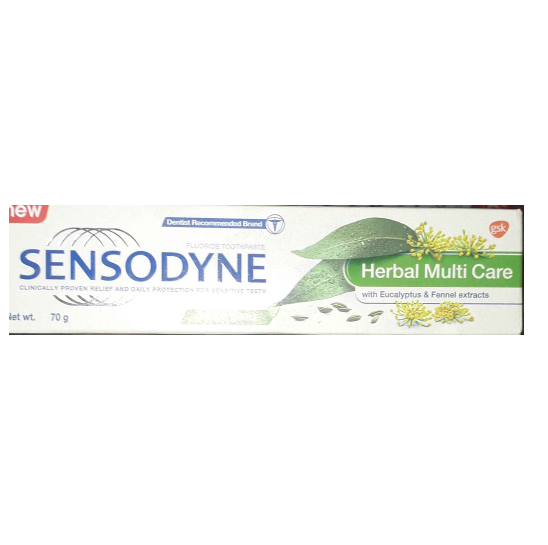 new
Dentist Recommended Brand
FLUORIDE TOOTHPASTE
SENSODYNE
CLINICALLY PROVEN RELIEF AND DAILY PROTECTION FOR SENSITIVE TEETH
Net wt. 70 g
gsk
Herbal Multi Care
with Eucalyptus & Fennel extracts